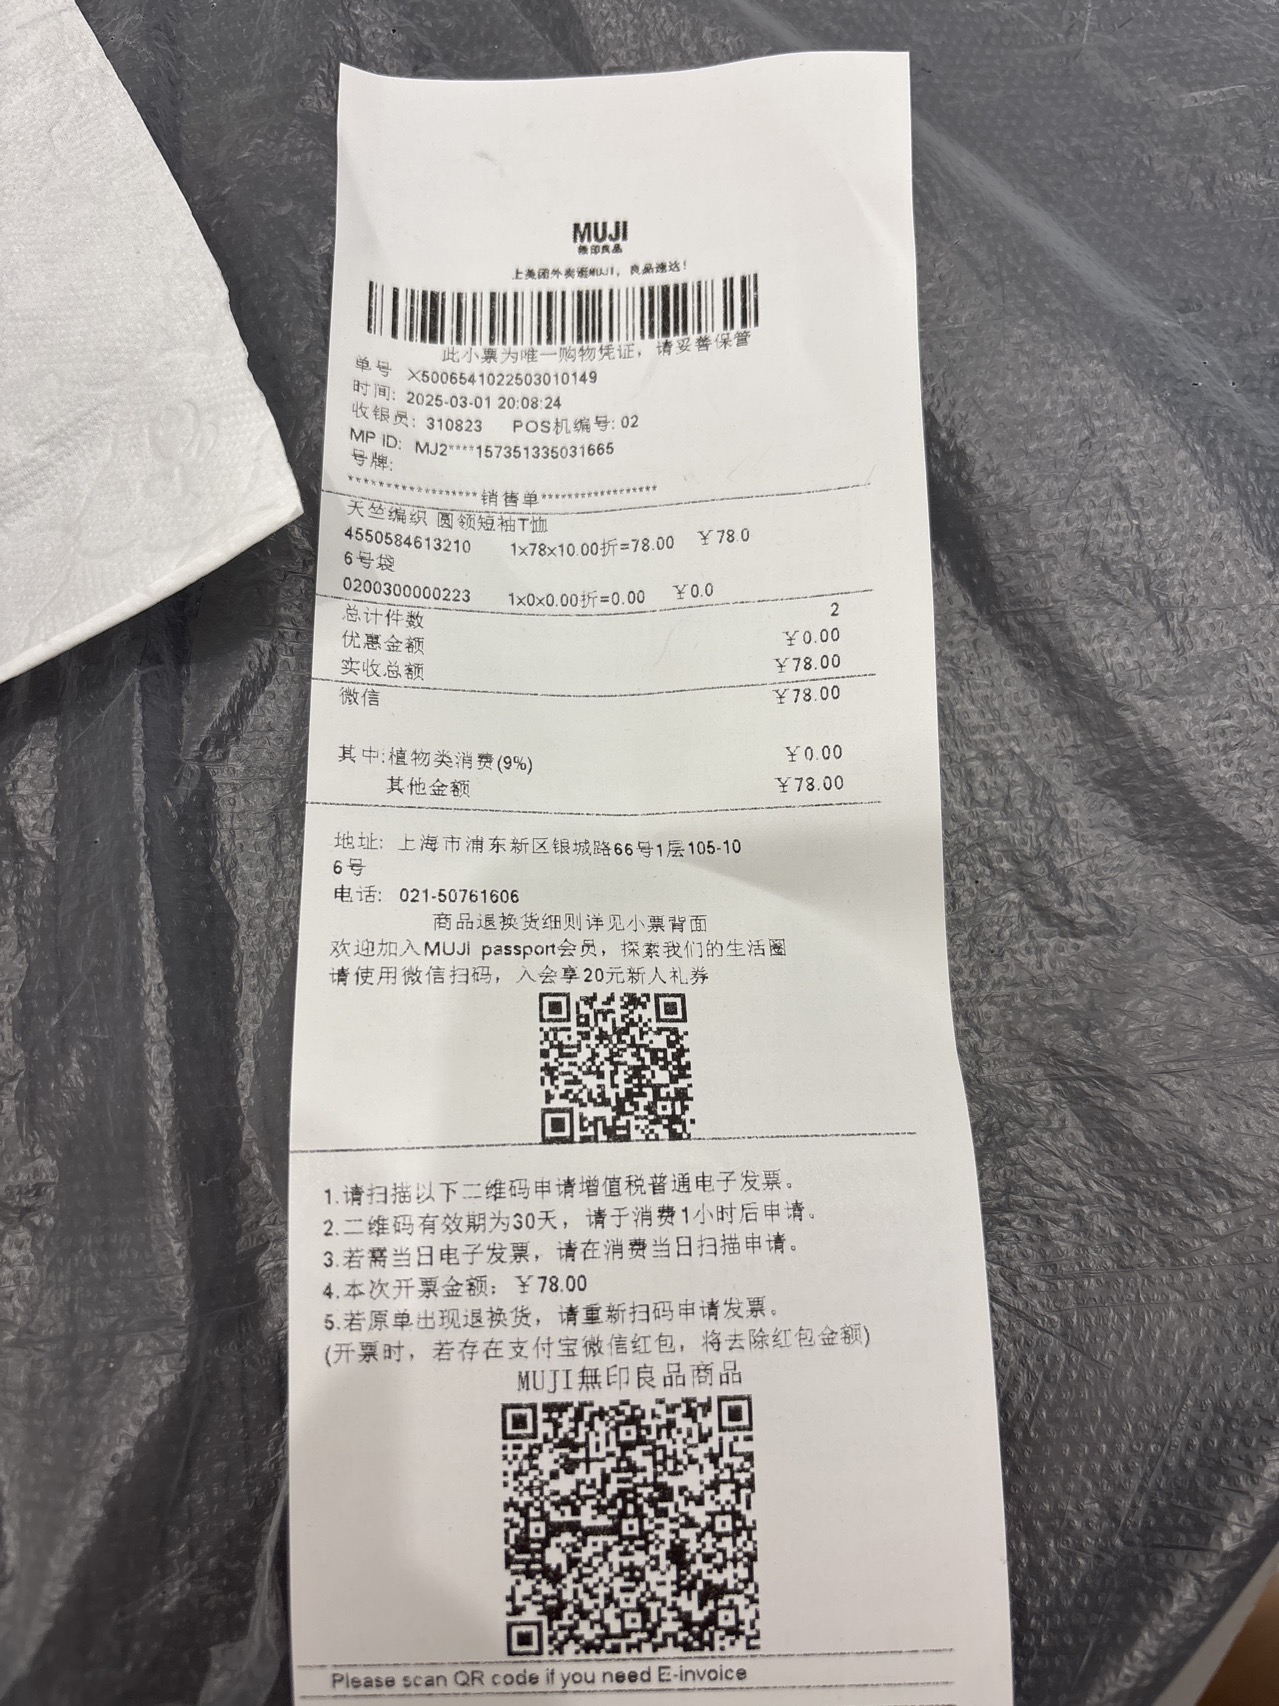 MUJI
無印良品
上美团外卖逛MUJI，良品速达！
此小票为唯一购物凭证，请妥善保管
单号 X5006541022503010149
时间: 2025-03-01 20:08:24
收银员: 310823 POS机编号: 02
MP ID: MJ2****157351335031665
号牌:
******************销售单******************
天竺编织 圆领短袖T恤
4550584613210 1x78x10.00折=78.00 ￥78.0
6号袋
0200300000223 1x0x0.00折=0.00 ￥0.0
总计件数 2
优惠金额 ￥0.00
实收总额 ￥78.00
微信 ￥78.00
其中:植物类消费(9%) ￥0.00
其他金额 ￥78.00
地址: 上海市浦东新区银城路66号1层105-10
6号
电话: 021-50761606
商品退换货细则详见小票背面
欢迎加入MUJI passport会员，探索我们的生活圈
请使用微信扫码，入会享20元新人礼券
1.请扫描以下二维码申请增值税普通电子发票。
2.二维码有效期为30天，请于消费1小时后申请。
3.若需当日电子发票，请在消费当日扫描申请。
4.本次开票金额: ￥78.00
5.若原单出现退换货，请重新扫码申请发票。
(开票时，若存在支付宝微信红包，将去除红包金额)
MUJI無印良品商品
Please scan QR code if you need E-invoice